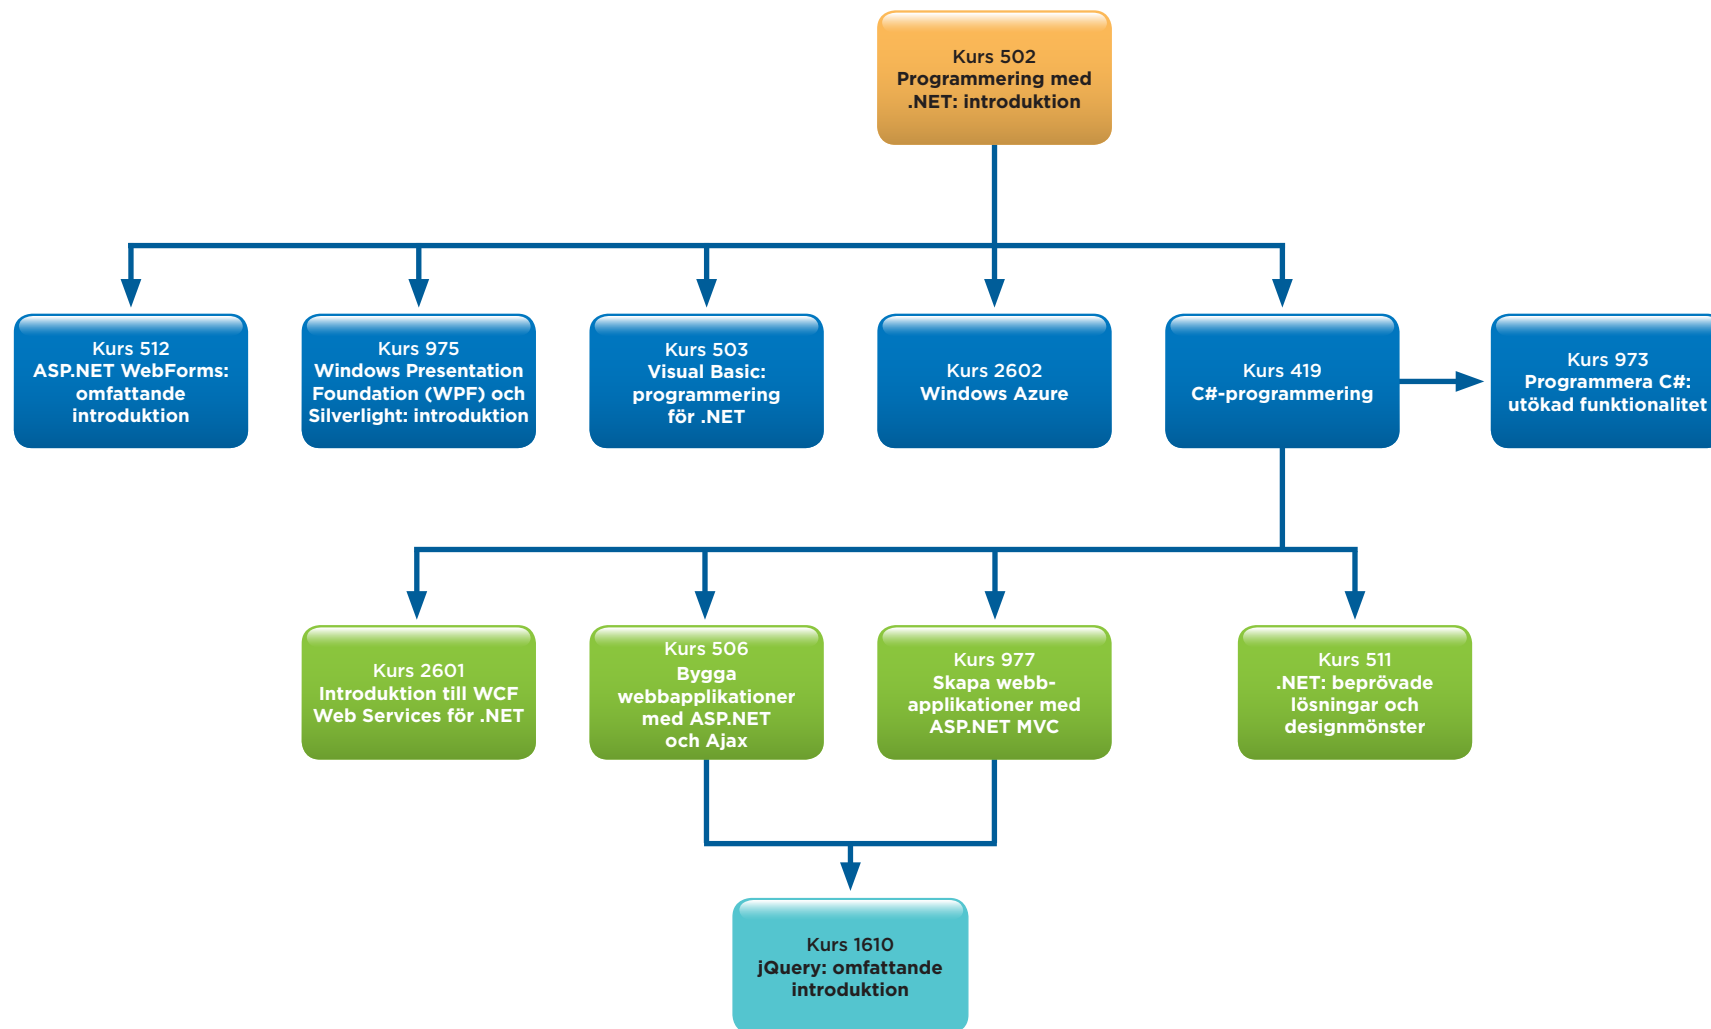 Kurs 502
Programmering med
.NET: introduktion
Kurs 512
ASP.NET WebForms:
omfattande
introduktion
Kurs 975
Windows Presentation
Foundation (WPF) och
Silverlight: introduktion
Kurs 503
Visual Basic:
programmering
för .NET
Kurs 2602
Windows Azure
Kurs 419
C#-programmering
Kurs 973
Programmera C#:
utökad funktionalitet
Kurs 2601
Introduktion till WCF
Web Services för .NET
Kurs 506
Bygga
webbapplikationer
med ASP.NET
och Ajax
Kurs 977
Skapa webb-
applikationer med
ASP.NET MVC
Kurs 511
.NET: beprövade
lösningar och
designmönster
Kurs 1610
jQuery: omfattande
introduktion